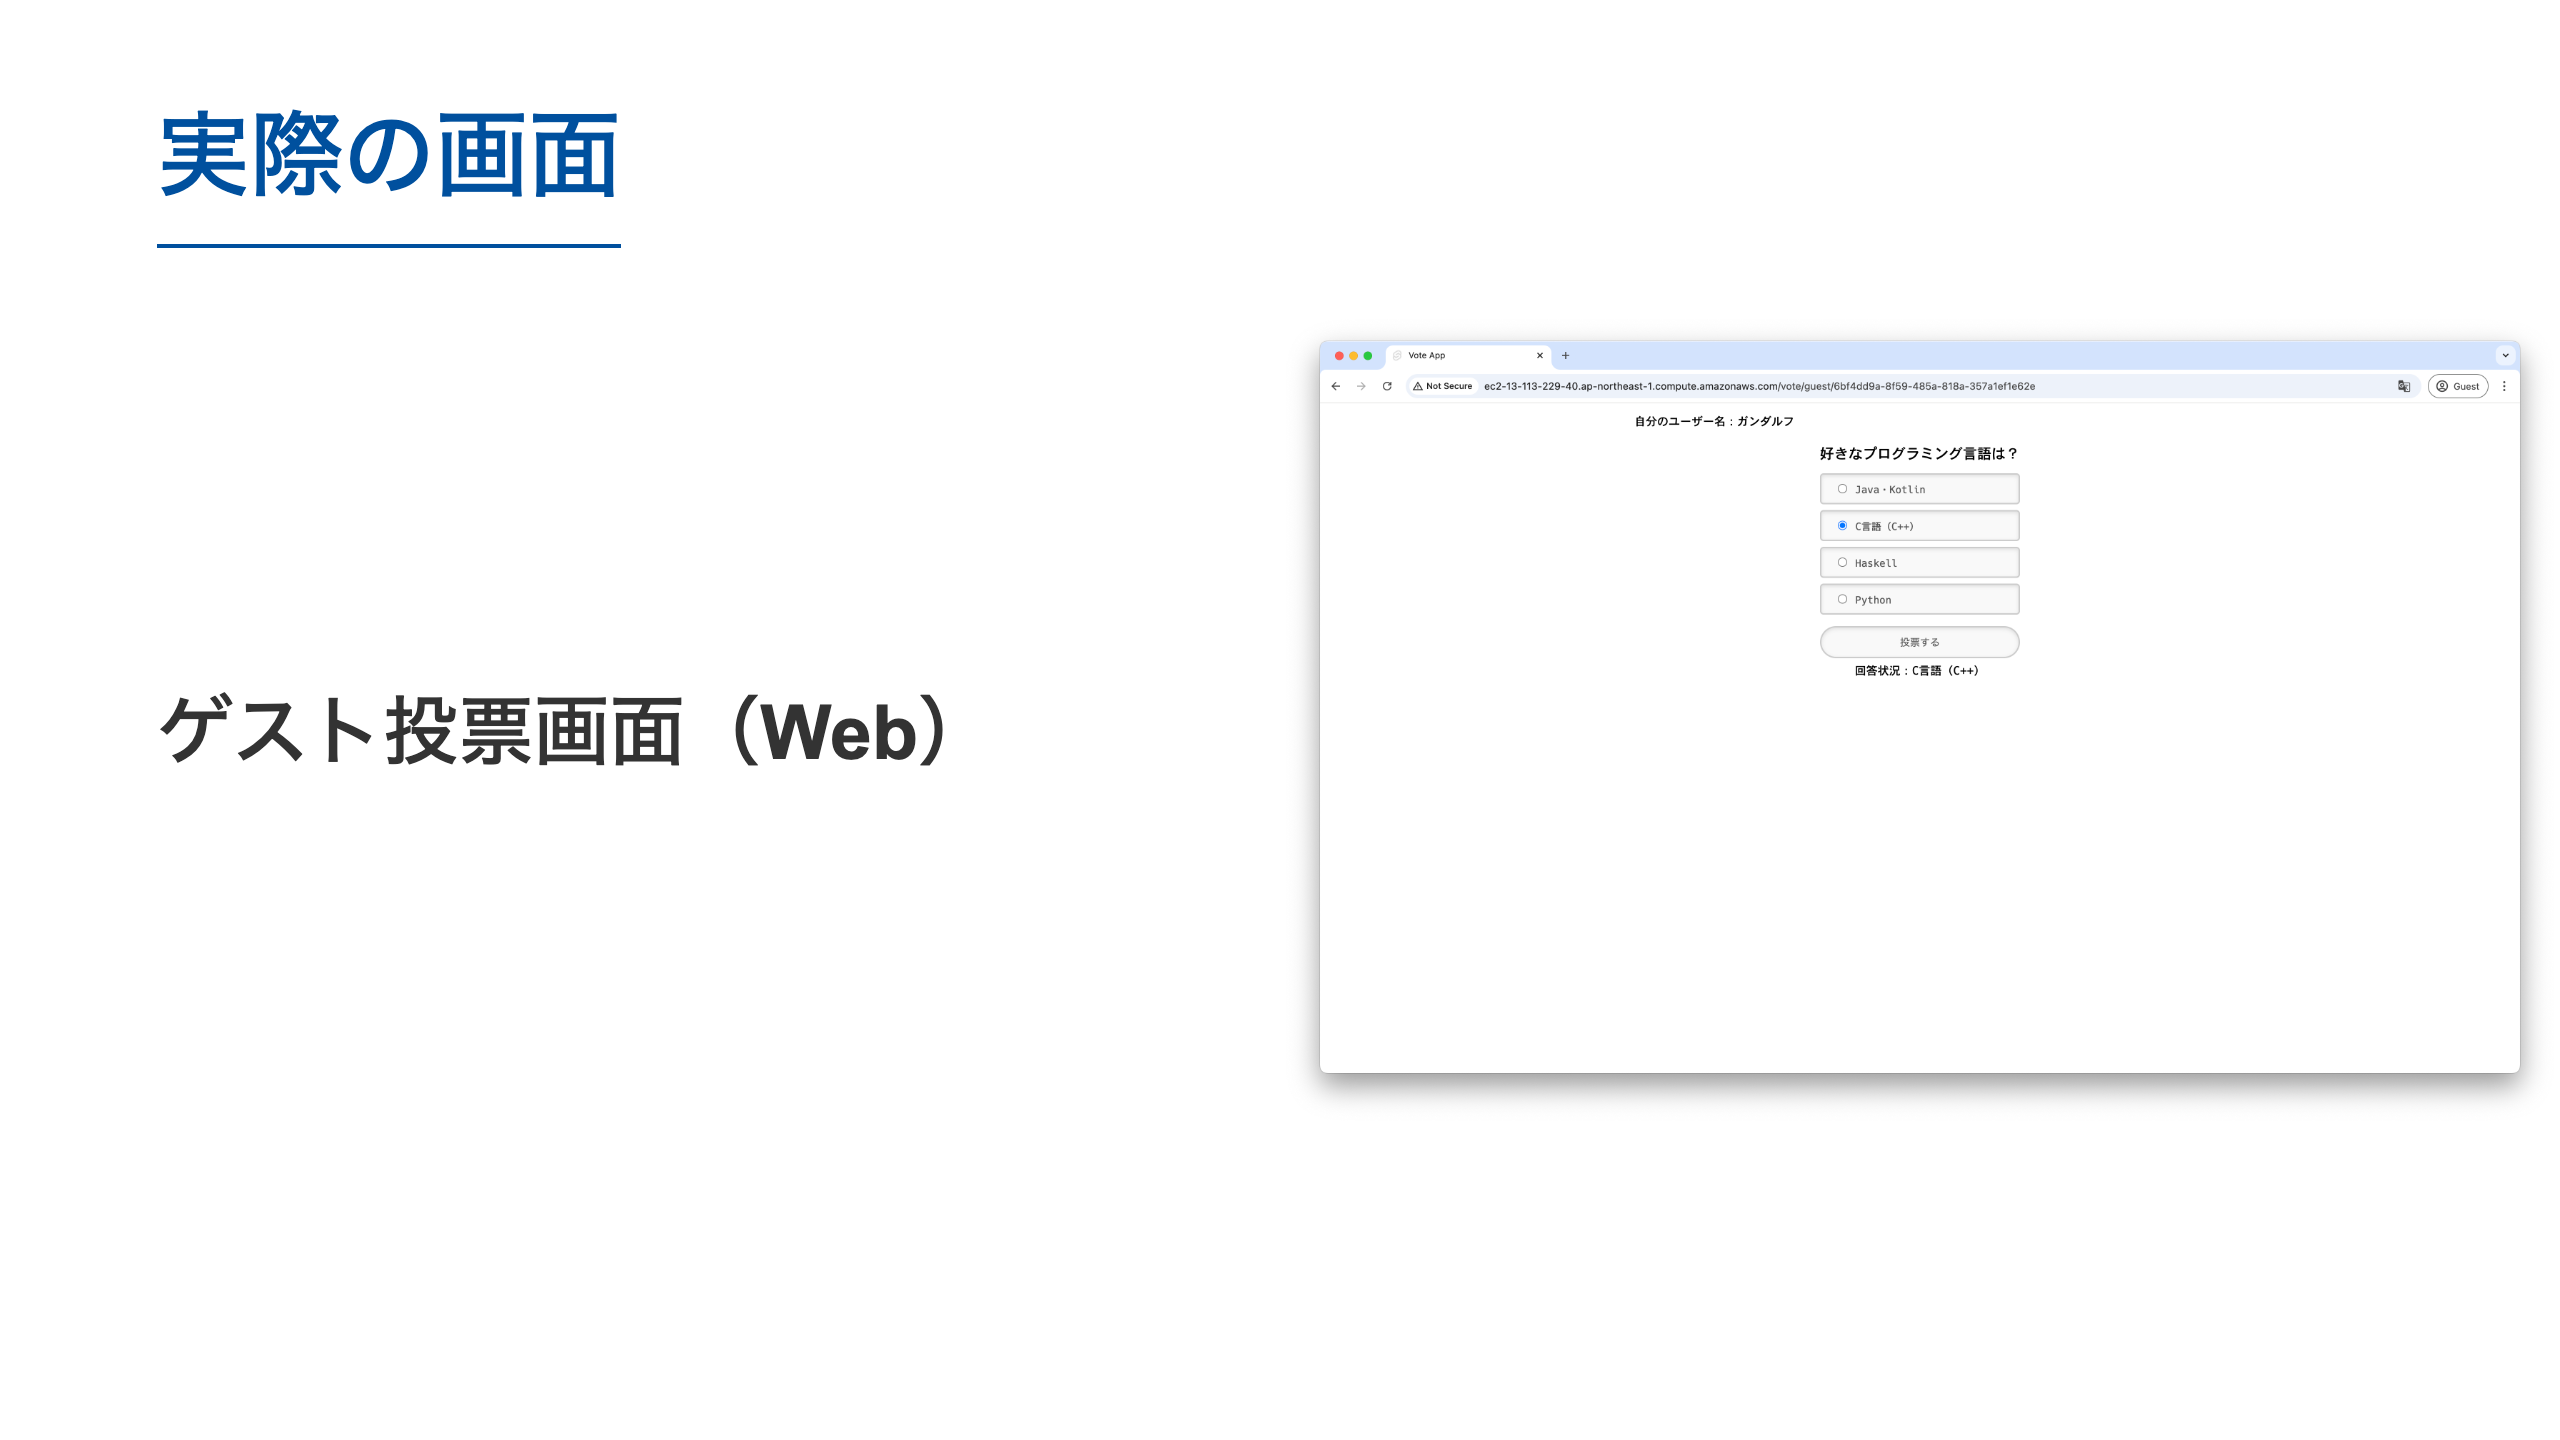 実際の画面
ゲスト投票画面（Web）
Vote App
Not Secure ec2-13-113-229-40.ap-northeast-1.compute.amazonaws.com/vote/guest/6bf4dd9a-8f59-485a-818a-357a1ef1e62e Guest
自分のユーザー名：ガンダルフ
好きなプログラミング言語は？
Java・Kotlin
C言語（C++）
Haskell
Python
投票する
回答状況：C言語（C++）